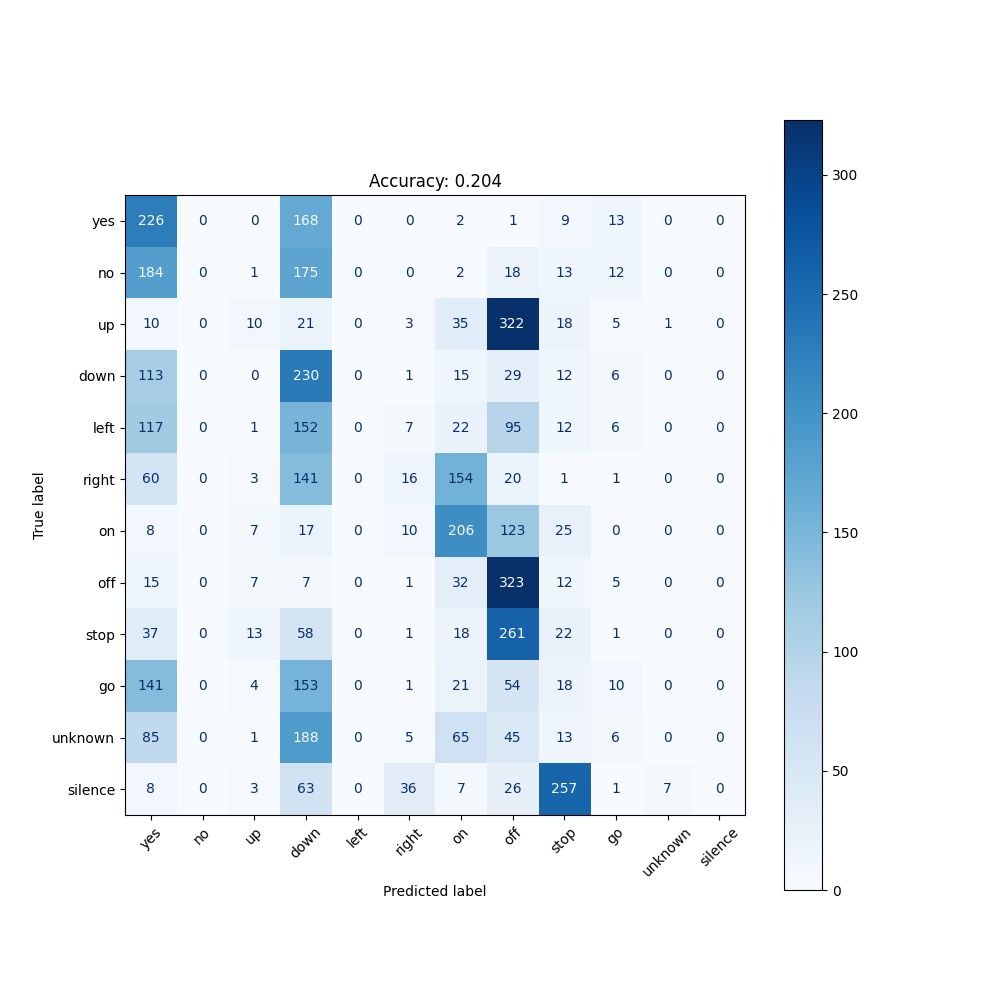 Accuracy: 0.204
yes 226 0 0 168 0 0 2 1 9 13 0 0
no 184 0 1 175 0 0 2 18 13 12 0 0
up 10 0 10 21 0 3 35 322 18 5 1 0
down 113 0 0 230 0 1 15 29 12 6 0 0
left 117 0 1 152 0 7 22 95 12 6 0 0
right 60 0 3 141 0 16 154 20 1 1 0 0
on 8 0 7 17 0 10 206 123 25 0 0 0
off 15 0 7 7 0 1 32 323 12 5 0 0
stop 37 0 13 58 0 1 18 261 22 1 0 0
go 141 0 4 153 0 1 21 54 18 10 0 0
unknown 85 0 1 188 0 5 65 45 13 6 0 0
silence 8 0 3 63 0 36 7 26 257 1 7 0
yes no up down left right on off stop go unknown silence
Predicted label
True label
300
250
200
150
100
50
0